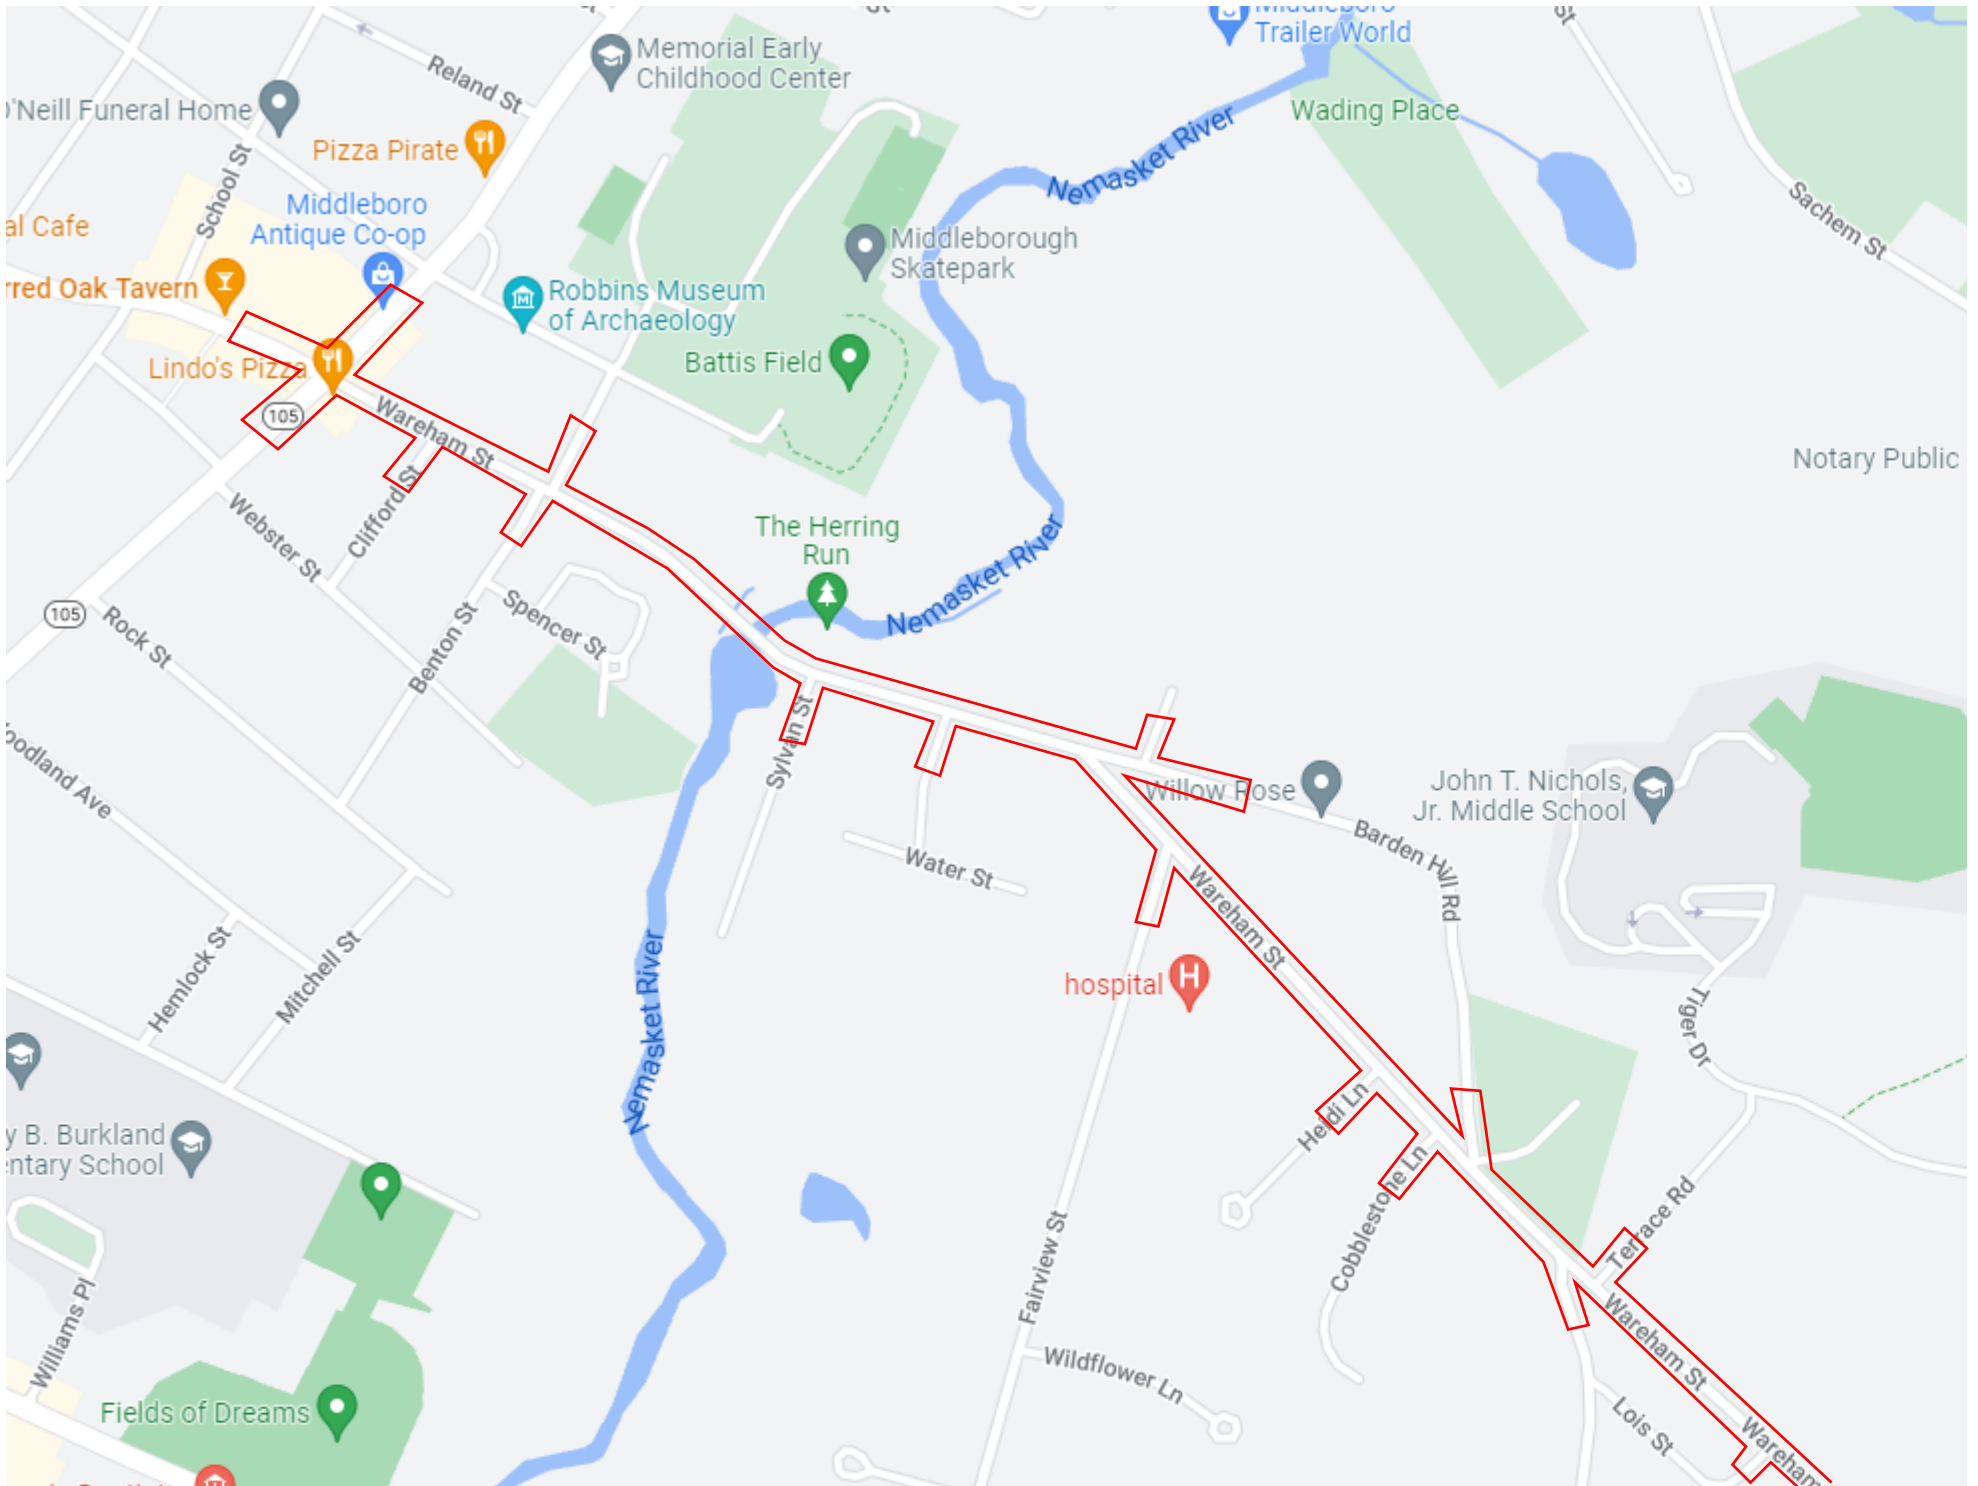 St
St
Middleboro
Trailer World
St
Memorial Early
Childhood Center
Reland St
O'Neill Funeral Home
Wading Place
Pizza Pirate
Nemasket River
School St
Middleboro
Antique Co-op
Sachem St
al Cafe
Middleborough
Skatepark
rred Oak Tavern
Robbins Museum
of Archaeology
Lindo's Pizza
Battis Field
105
Wareham St
Notary Public
Clifford St
Webster St
The Herring
Run
Nemasket River
105
Rock St
Spencer St
Benton St
Sylvan St
oodland Ave
Willow Rose
John T. Nichols,
Jr. Middle School
Barden Hill Rd
Water St
Wareham St
Hemlock St
Mitchell St
Nemasket River
hospital
H
Tiger Dr
Heidi Ln
y B. Burkland
entary School
Cobblestone Ln
Terrace Rd
Fairview St
Williams Pl
Wareham St
Wildflower Ln
Fields of Dreams
Lois St
Wareham